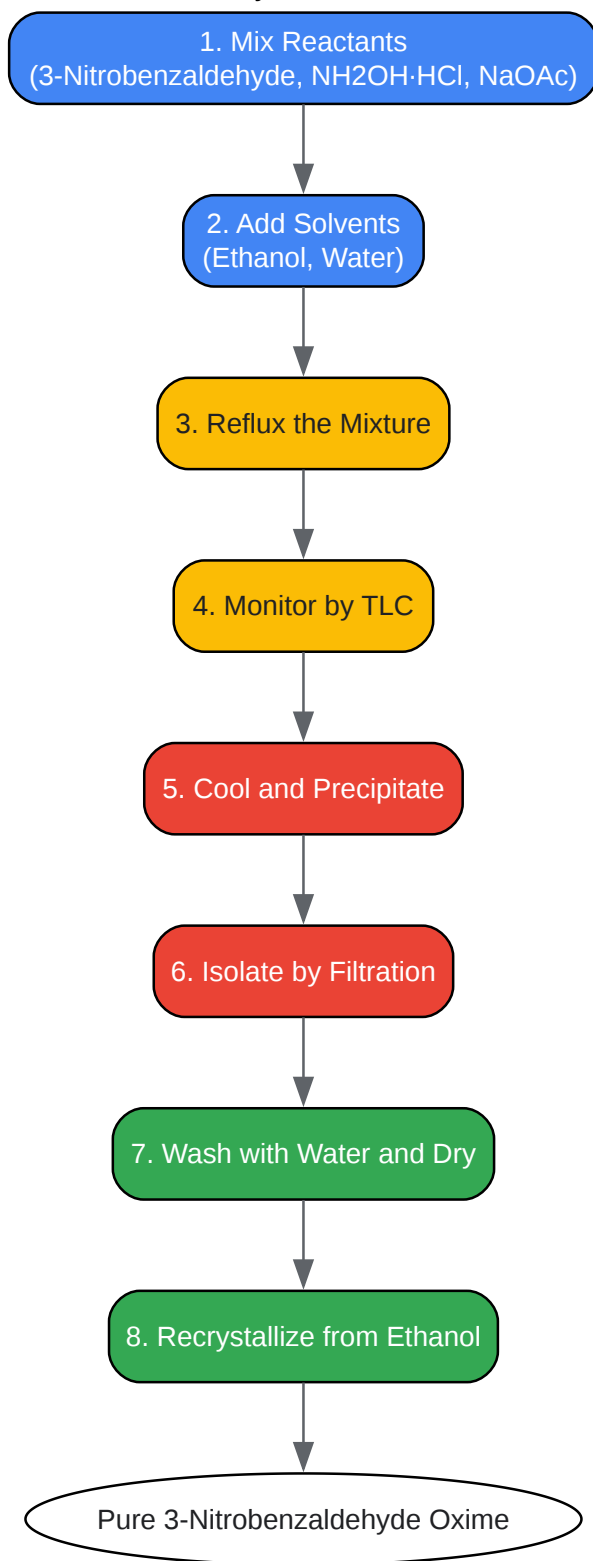 1. Mix Reactants
(3-Nitrobenzaldehyde, NH2OH·HCl, NaOAc)
2. Add Solvents
(Ethanol, Water)
3. Reflux the Mixture
4. Monitor by TLC
5. Cool and Precipitate
6. Isolate by Filtration
7. Wash with Water and Dry
8. Recrystallize from Ethanol
Pure 3-Nitrobenzaldehyde Oxime